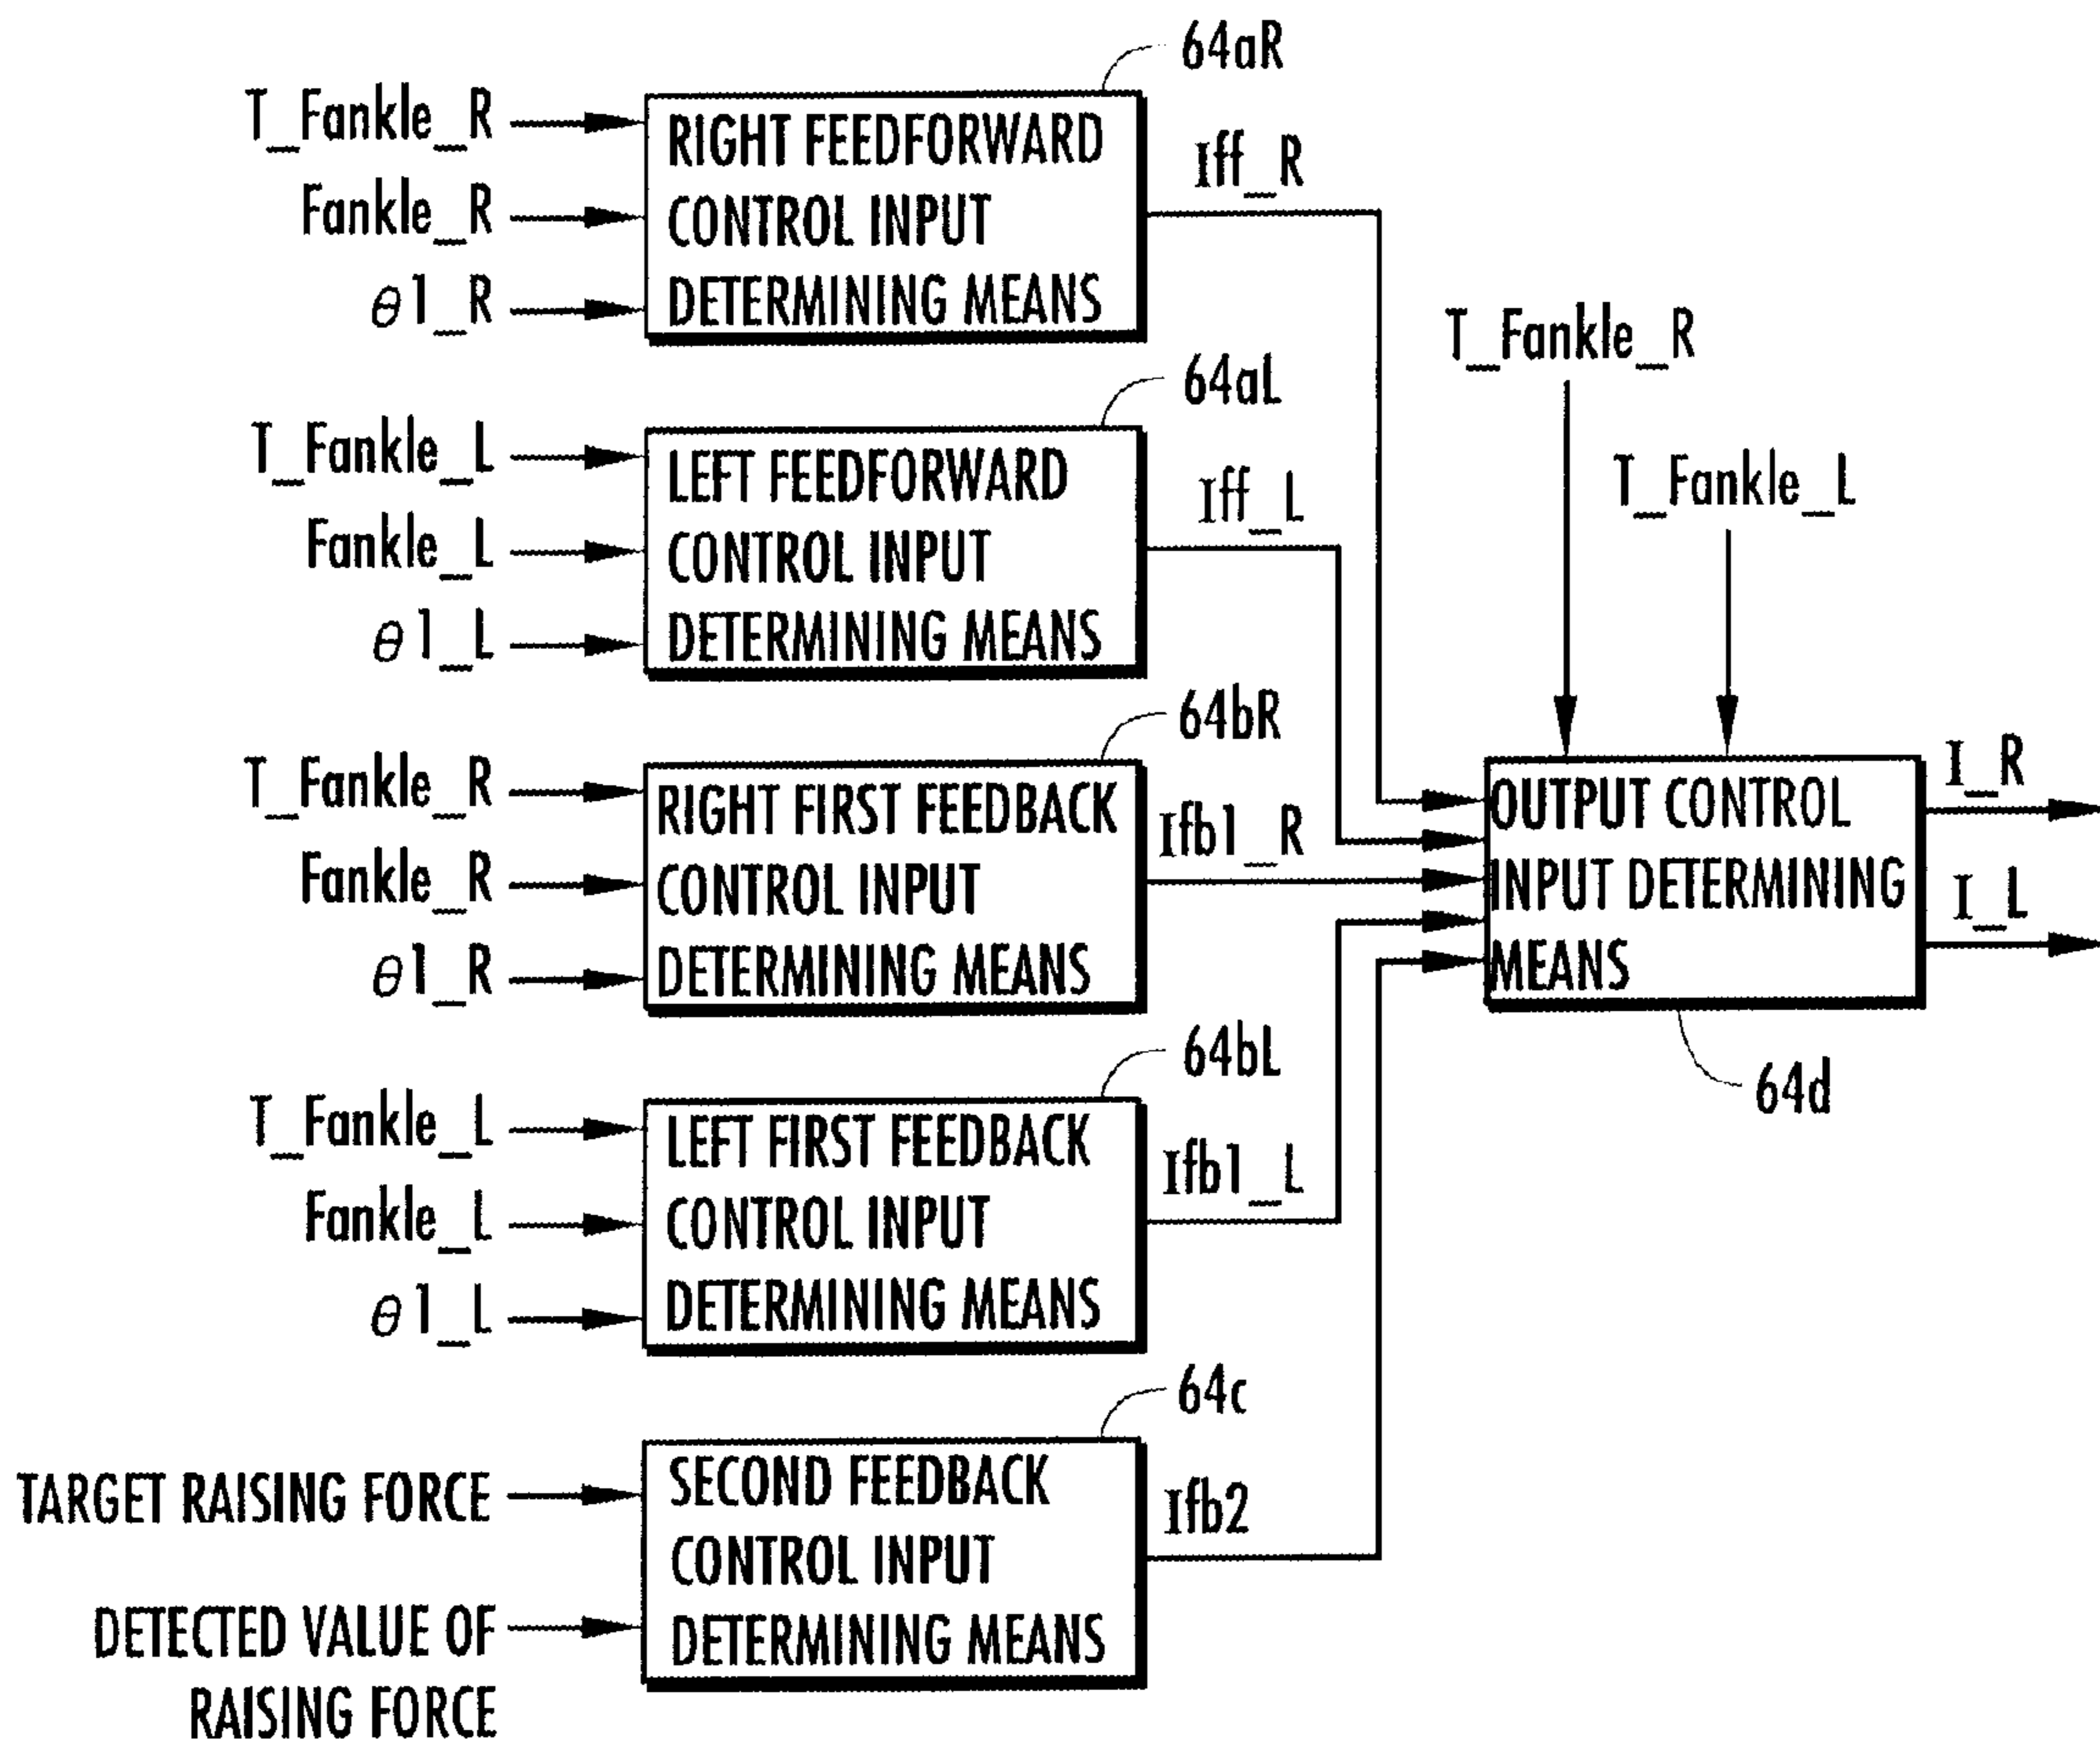 64aR
T_Fankle_R
Fankle_R
θ1_R
RIGHT FEEDFORWARD
CONTROL INPUT
DETERMINING MEANS
Iff_R
64aL
T_Fankle_L
Fankle_L
θ1_L
LEFT FEEDFORWARD
CONTROL INPUT
DETERMINING MEANS
Iff_L
64bR
T_Fankle_R
Fankle_R
θ1_R
RIGHT FIRST FEEDBACK
CONTROL INPUT
DETERMINING MEANS
Ifb1_R
64bL
T_Fankle_L
Fankle_L
θ1_L
LEFT FIRST FEEDBACK
CONTROL INPUT
DETERMINING MEANS
Ifb1_L
64c
TARGET RAISING FORCE
DETECTED VALUE OF
RAISING FORCE
SECOND FEEDBACK
CONTROL INPUT
DETERMINING MEANS
Ifb2
T_Fankle_R
T_Fankle_L
OUTPUT CONTROL
INPUT DETERMINING
MEANS
64d
I_R
I_L